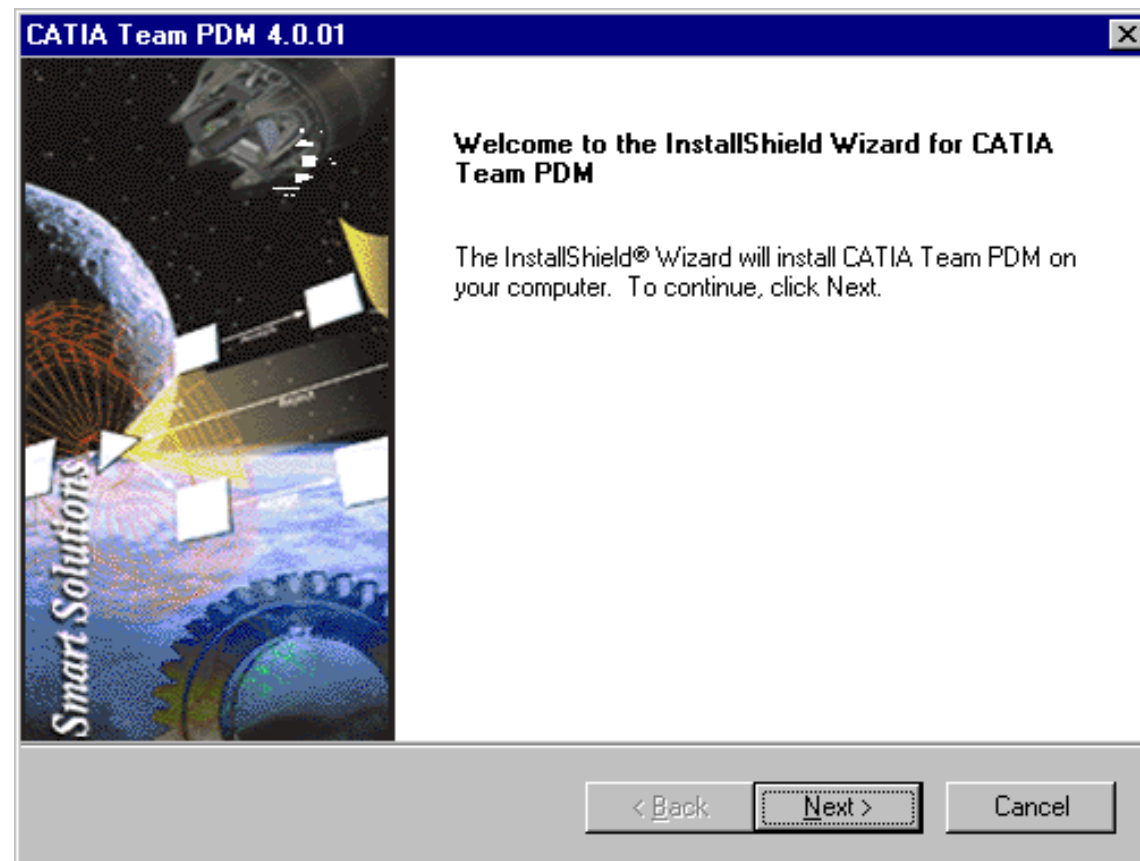 CATIA Team PDM 4.0.01
Welcome to the InstallShield Wizard for CATIA
Team PDM
The InstallShield® Wizard will install CATIA Team PDM on
your computer. To continue, click Next.
Smart Solutions
< Back
Next >
Cancel